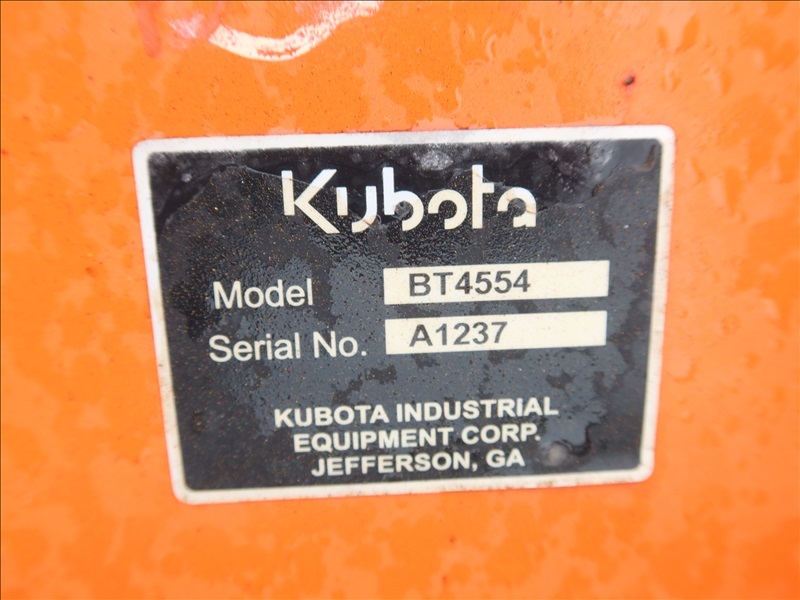 Kubota
Model BT4554
Serial No. A1237
KUBOTA INDUSTRIAL
EQUIPMENT CORP.
JEFFERSON, GA